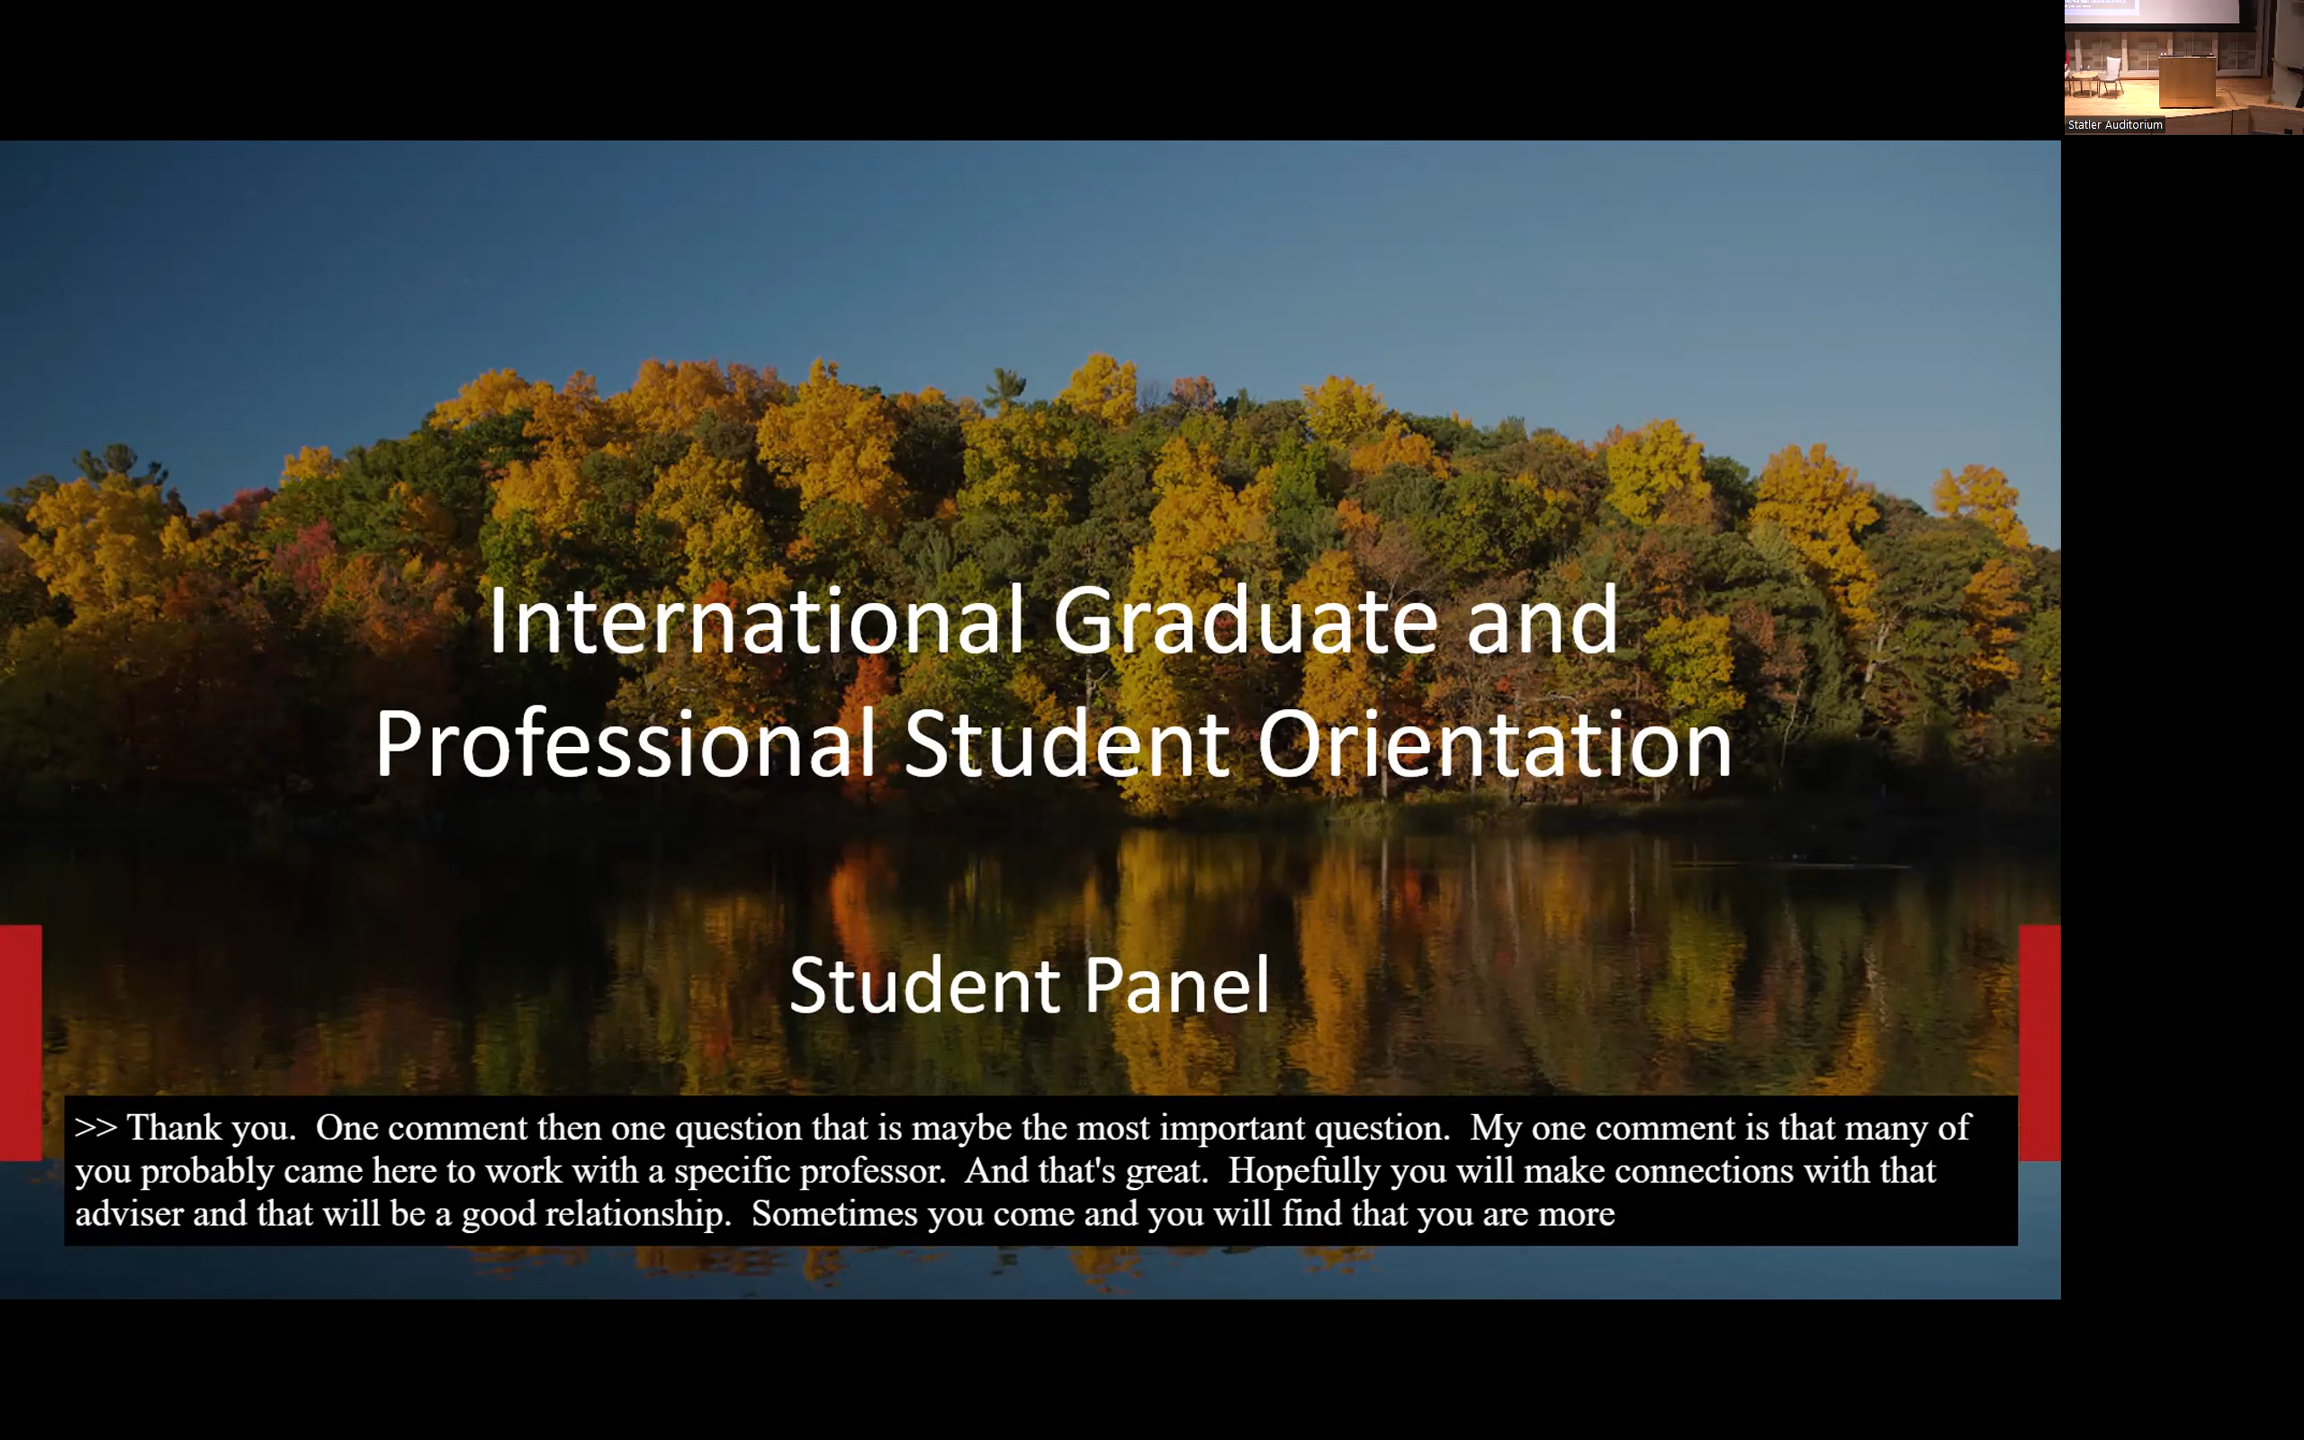 Statler Auditorium
International Graduate and
Professional Student Orientation
Student Panel
>> Thank you.  One comment then one question that is maybe the most important question.  My one comment is that many of
you probably came here to work with a specific professor.  And that's great.  Hopefully you will make connections with that
adviser and that will be a good relationship.  Sometimes you come and you will find that you are more